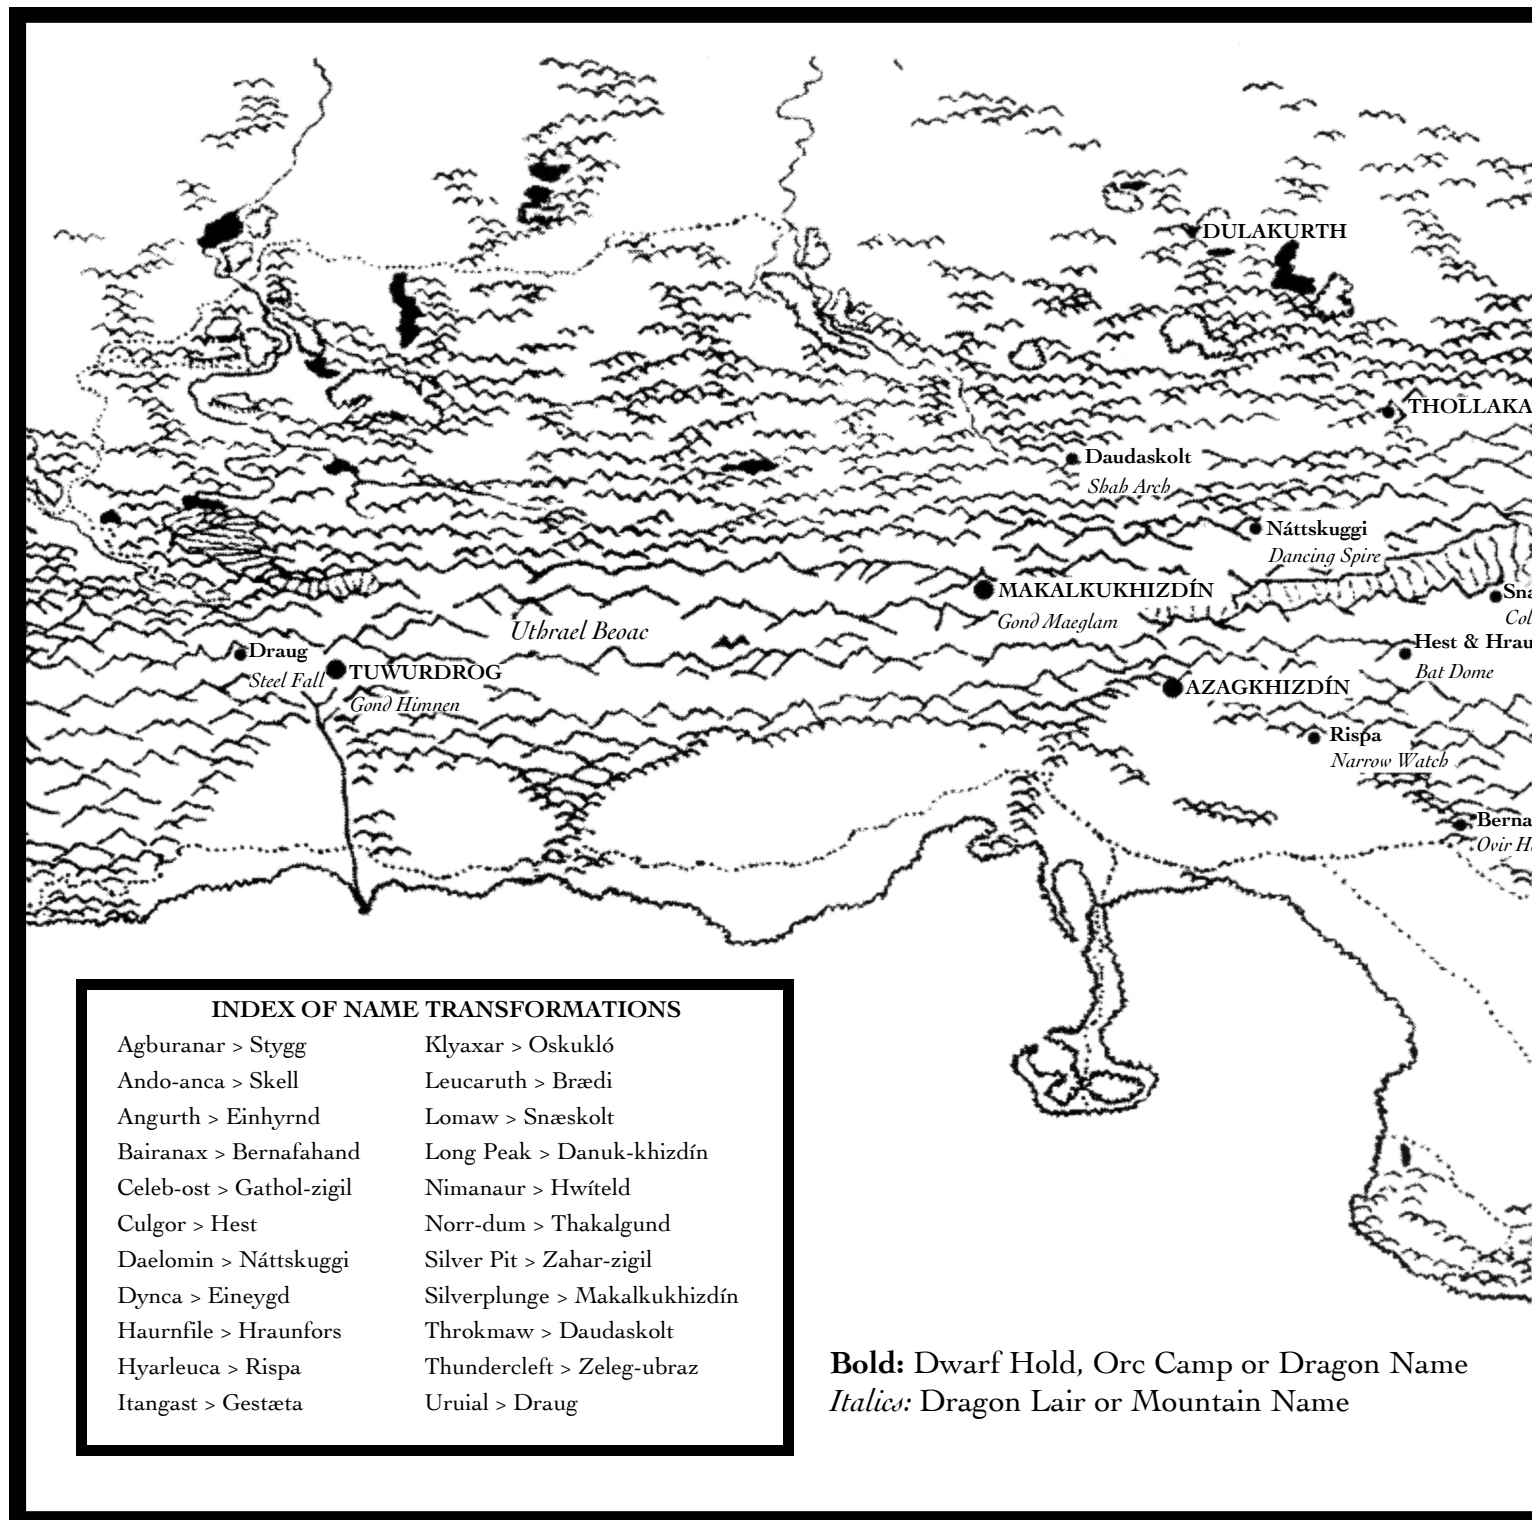 DULAKURTH
THOLLAKA
Daudaskolt
Shah Arch
Náttskuggi
Dancing Spire
MAKALKUKHIZDÍN
Gond Maeglam
Sna
Col
Uthrael Beoac
Hest & Hrau
Bat Dome
Draug
Steel Fall
TUWURDROG
Gond Himnen
AZAGKHIZDÍN
Rispa
Narrow Watch
Berna
Ovir H
INDEX OF NAME TRANSFORMATIONS
Agburanar > Stygg
Ando-anca > Skell
Angurth > Einhyrnd
Bairanax > Bernafahand
Celeb-ost > Gathol-zigil
Culgor > Hest
Daelomin > Náttskuggi
Dynca > Eineygd
Haurnfile > Hraunfors
Hyarleuca > Rispa
Itangast > Gestæta
Klyaxar > Oskukló
Leucaruth > Brædi
Lomaw > Snæskolt
Long Peak > Danuk-khizdín
Nimanaur > Hwíteld
Norr-dum > Thakalgund
Silver Pit > Zahar-zigil
Silverplunge > Makalkukhizdín
Throkmaw > Daudaskolt
Thundercleft > Zeleg-ubraz
Uruial > Draug
Bold: Dwarf Hold, Orc Camp or Dragon Name
Italics: Dragon Lair or Mountain Name